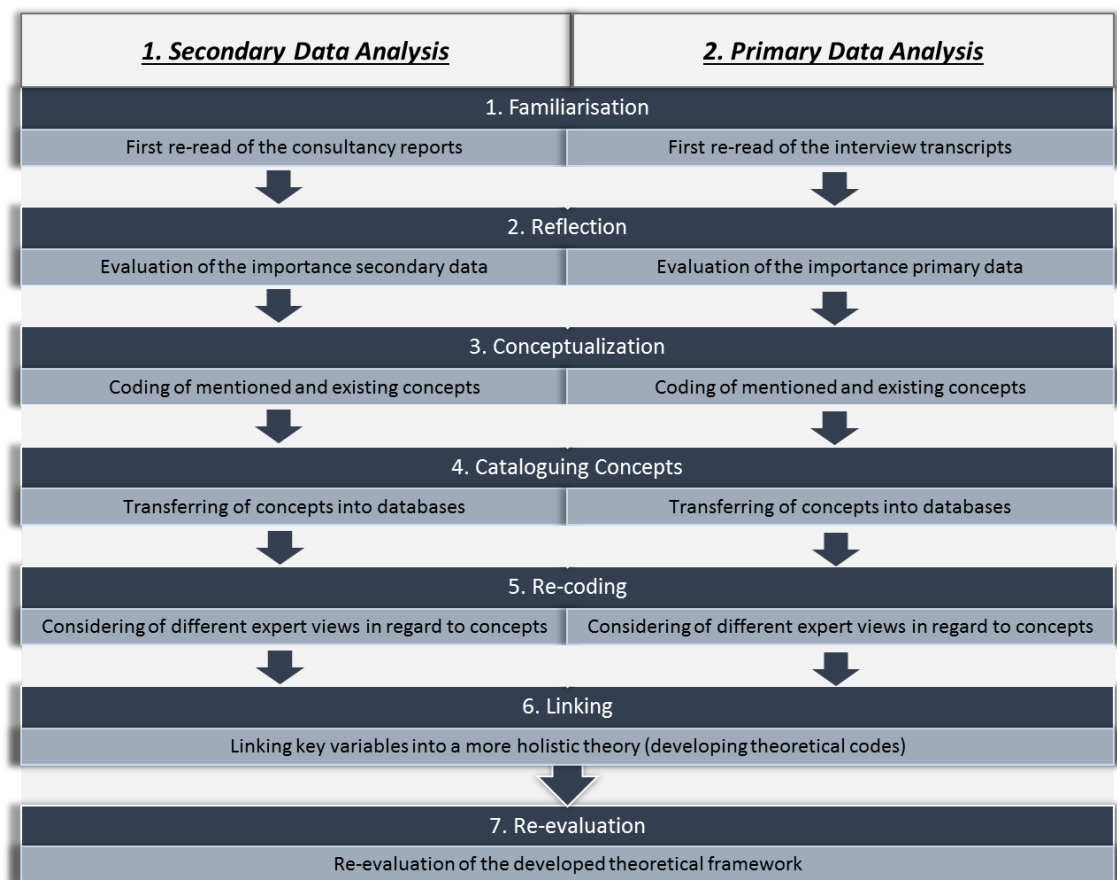 1. Secondary Data Analysis
2. Primary Data Analysis
1. Familiarisation
First re-read of the consultancy reports
First re-read of the interview transcripts
2. Reflection
Evaluation of the importance secondary data
Evaluation of the importance primary data
3. Conceptualization
Coding of mentioned and existing concepts
Coding of mentioned and existing concepts
4. Cataloguing Concepts
Transferring of concepts into databases
Transferring of concepts into databases
5. Re-coding
Considering of different expert views in regard to concepts
Considering of different expert views in regard to concepts
6. Linking
Linking key variables into a more holistic theory (developing theoretical codes)
7. Re-evaluation
Re-evaluation of the developed theoretical framework